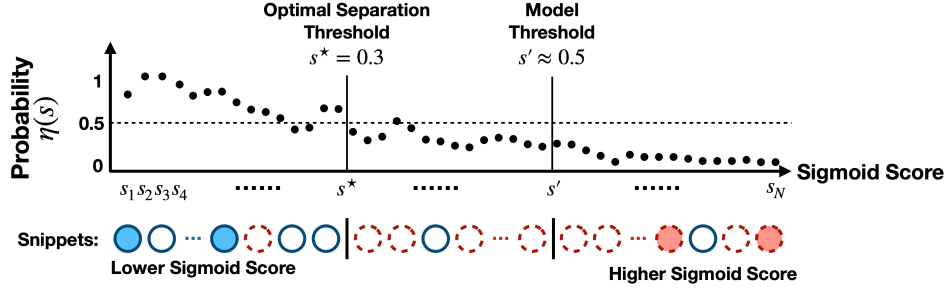 Optimal Separation
Threshold
s⋆ = 0.3
Model
Threshold
s′ ≈ 0.5
Probability
η(s)
1
0.5
0
s₁ s₂ s₃ s₄ ······ s⋆ ······ s′ ······ s_N
Sigmoid Score
Snippets: ··· ··· ···
Lower Sigmoid Score
Higher Sigmoid Score